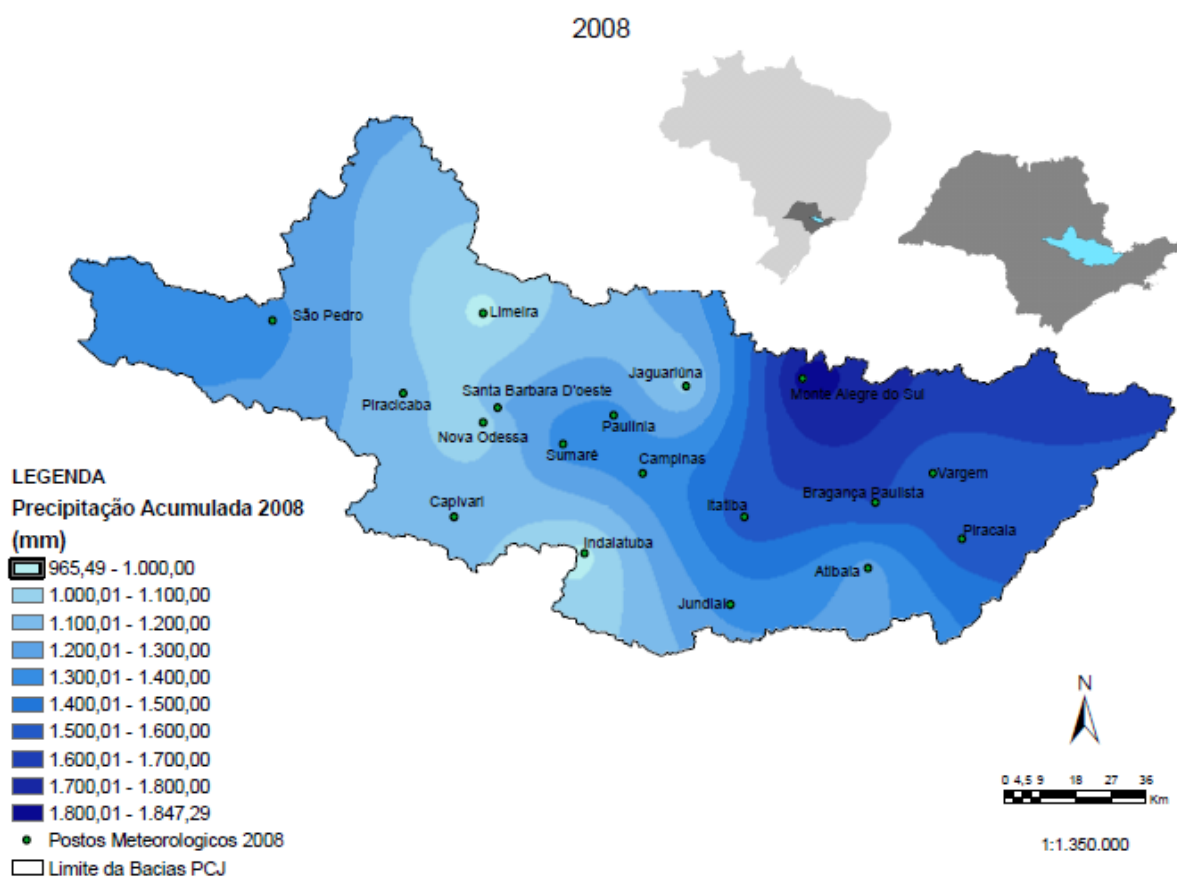 2008
São Pedro
Limeira
Jaguariúna
Piracicaba
Santa Barbara D'oeste
Monte Alegre do Sul
Nova Odessa
Paulínia
Sumaré
Campinas
Vargem
Capivari
Itatiba
Bragança Paulista
Indaiatuba
Piracaia
Atibaia
Jundiaí
LEGENDA
Precipitação Acumulada 2008
(mm)
965,49 - 1.000,00
1.000,01 - 1.100,00
1.100,01 - 1.200,00
1.200,01 - 1.300,00
1.300,01 - 1.400,00
1.400,01 - 1.500,00
1.500,01 - 1.600,00
1.600,01 - 1.700,00
1.700,01 - 1.800,00
1.800,01 - 1.847,29
Postos Meteorologicos 2008
Limite da Bacias PCJ
N
0 4,5 9 18 27 36
Km
1:1.350.000